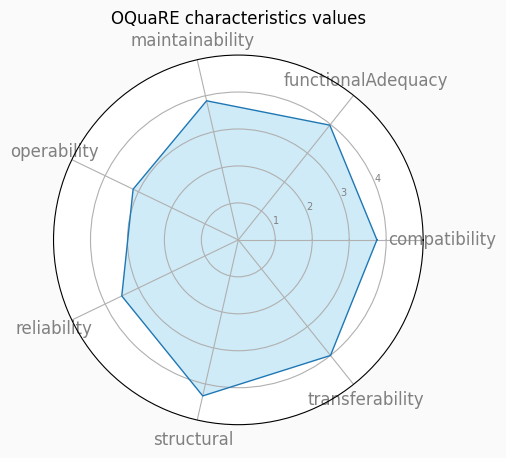 OQuaRE characteristics values
maintainability
functionalAdequacy
operability
4
3
2
1
compatibility
reliability
transferability
structural